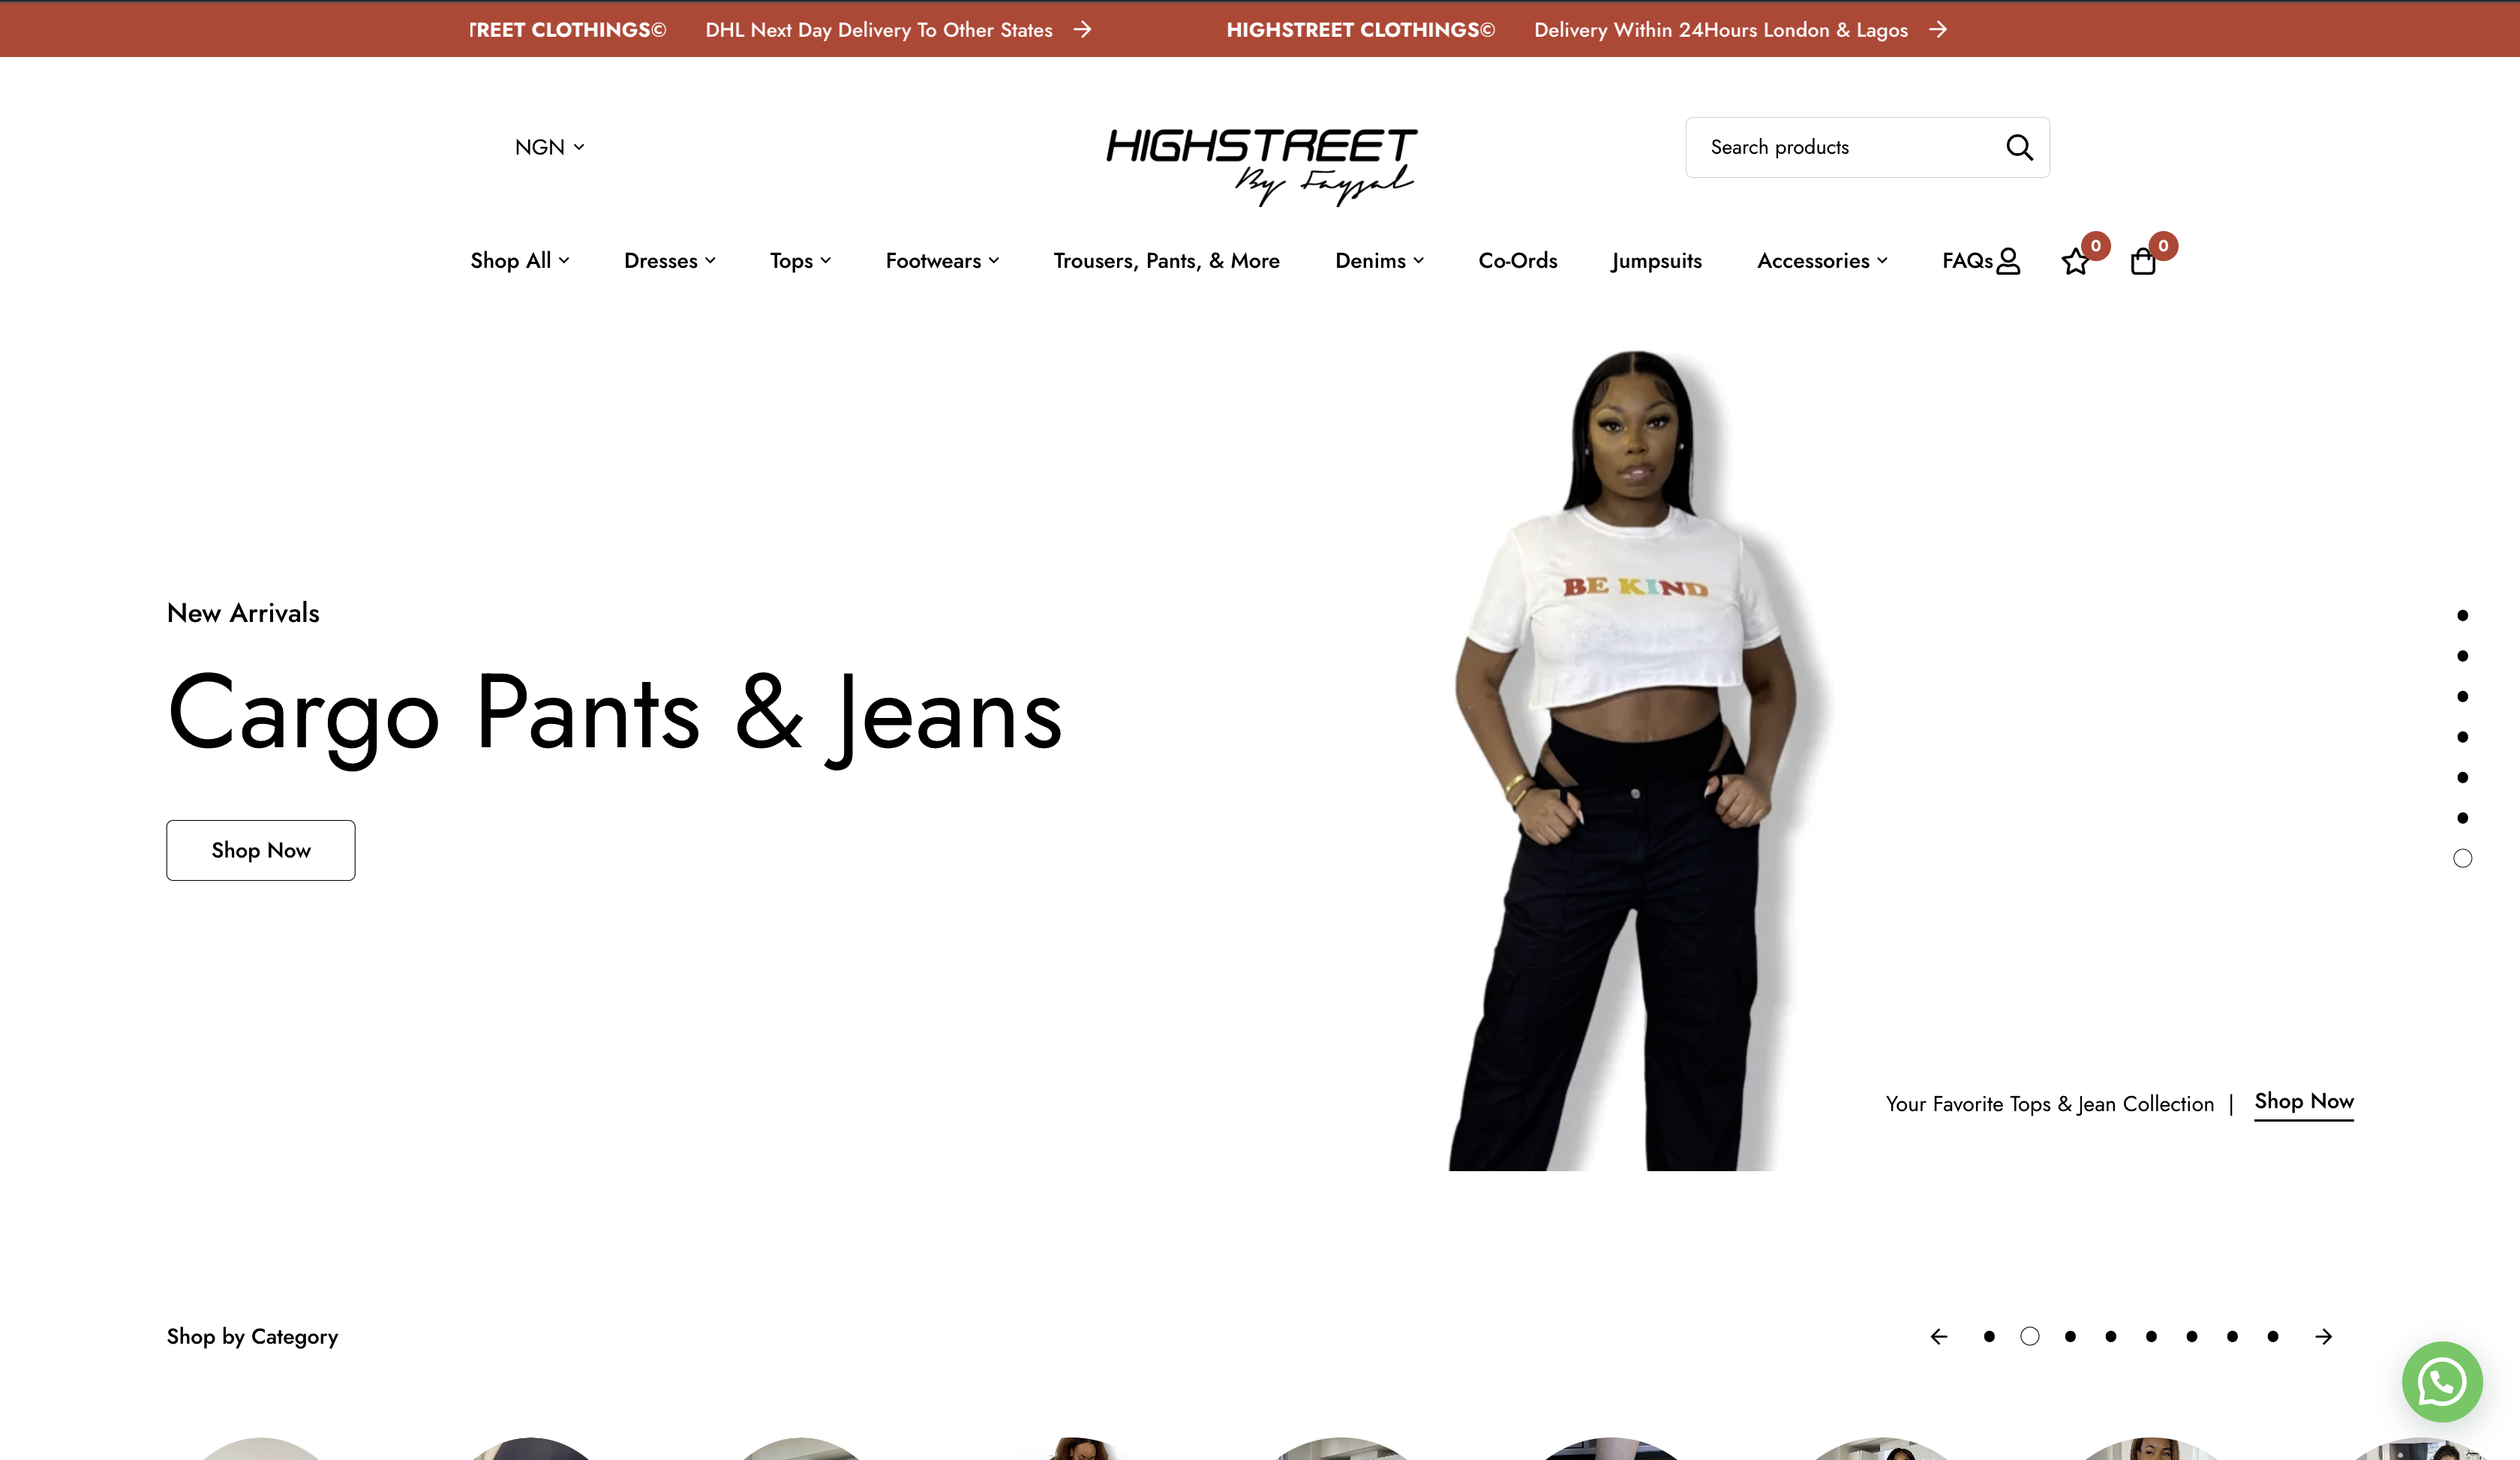 TREET CLOTHINGS© DHL Next Day Delivery To Other States → HIGHSTREET CLOTHINGS© Delivery Within 24Hours London & Lagos →
NGN
HIGHSTREET
By Faysal
Search products
Shop All Dresses Tops Footwears Trousers, Pants, & More Denims Co-Ords Jumpsuits Accessories FAQs 0 0
BE KIND
New Arrivals
Cargo Pants & Jeans
Shop Now
Your Favorite Tops & Jean Collection | Shop Now
Shop by Category